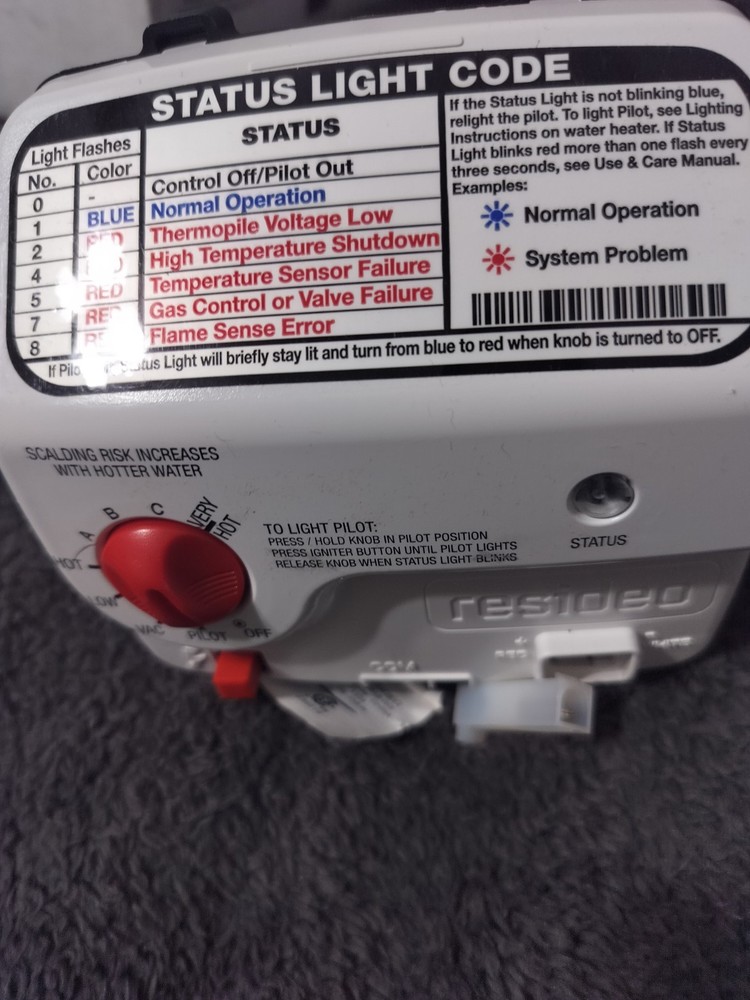 STATUS LIGHT CODE
Light Flashes STATUS
No. Color
0 - Control Off/Pilot Out
1 BLUE Normal Operation
2 RED Thermopile Voltage Low
4 High Temperature Shutdown
5 RED Temperature Sensor Failure
7 RED Gas Control or Valve Failure
8 Flame Sense Error
If the Status Light is not blinking blue,
relight the pilot. To light Pilot, see Lighting
Instructions on water heater. If Status
Light blinks red more than one flash every
three seconds, see Use & Care Manual.
Examples:
Normal Operation
System Problem
If Status Light will briefly stay lit and turn from blue to red when knob is turned to OFF.
SCALDING RISK INCREASES
WITH HOTTER WATER
VERY
HOT
C
B
A
HOT
LOW
VAC
PILOT
OFF
TO LIGHT PILOT:
PRESS / HOLD KNOB IN PILOT POSITION
PRESS IGNITER BUTTON UNTIL PILOT LIGHTS
RELEASE KNOB WHEN STATUS LIGHT BLINKS
STATUS
resideo
RED
WHITE